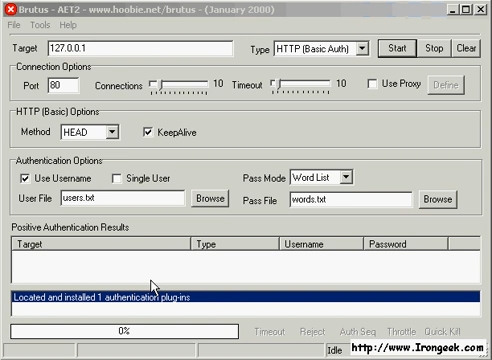 Brutus - AET2 - www.hoobie.net/brutus - (January 2000)
File Tools Help
Target 127.0.0.1 Type HTTP (Basic Auth) Start Stop Clear
Connection Options
Port 80 Connections 10 Timeout 10 Use Proxy Define
HTTP (Basic) Options
Method HEAD KeepAlive
Authentication Options
Use Username Single User Pass Mode Word List
User File users.txt Browse Pass File words.txt Browse
Positive Authentication Results
Target Type Username Password
Located and installed 1 authentication plug-ins
0% Timeout Reject Auth Seq Throttle Quick Kill
Idle http://www.Irongeek.com